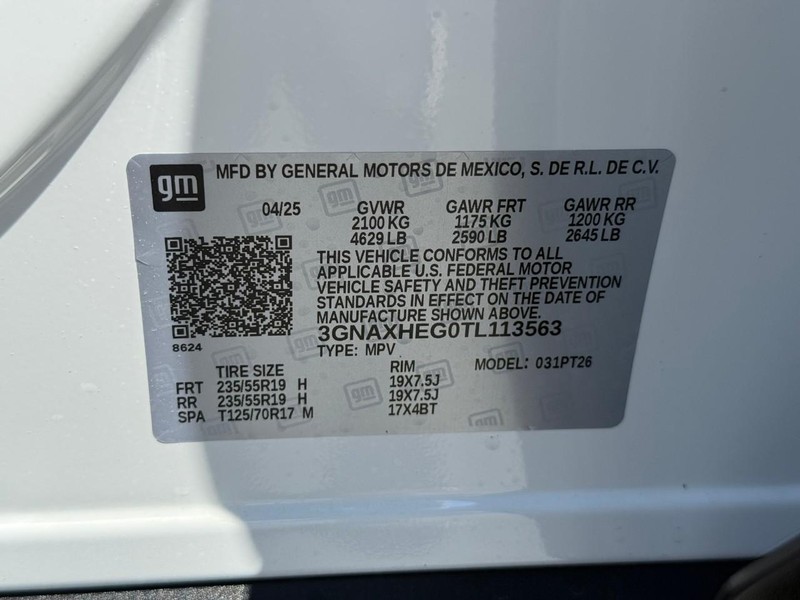 gm MFD BY GENERAL MOTORS DE MEXICO, S. DE R.L. DE C.V.
04/25 GVWR GAWR FRT GAWR RR
2100 KG 1175 KG 1200 KG
4629 LB 2590 LB 2645 LB
THIS VEHICLE CONFORMS TO ALL
APPLICABLE U.S. FEDERAL MOTOR
VEHICLE SAFETY AND THEFT PREVENTION
STANDARDS IN EFFECT ON THE DATE OF
MANUFACTURE SHOWN ABOVE.
3GNAXHEG0TL113563
8624
TYPE: MPV MODEL: 031PT26
TIRE SIZE RIM
FRT 235/55R19 H 19X7.5J
RR 235/55R19 H 19X7.5J
SPA T125/70R17 M 17X4BT